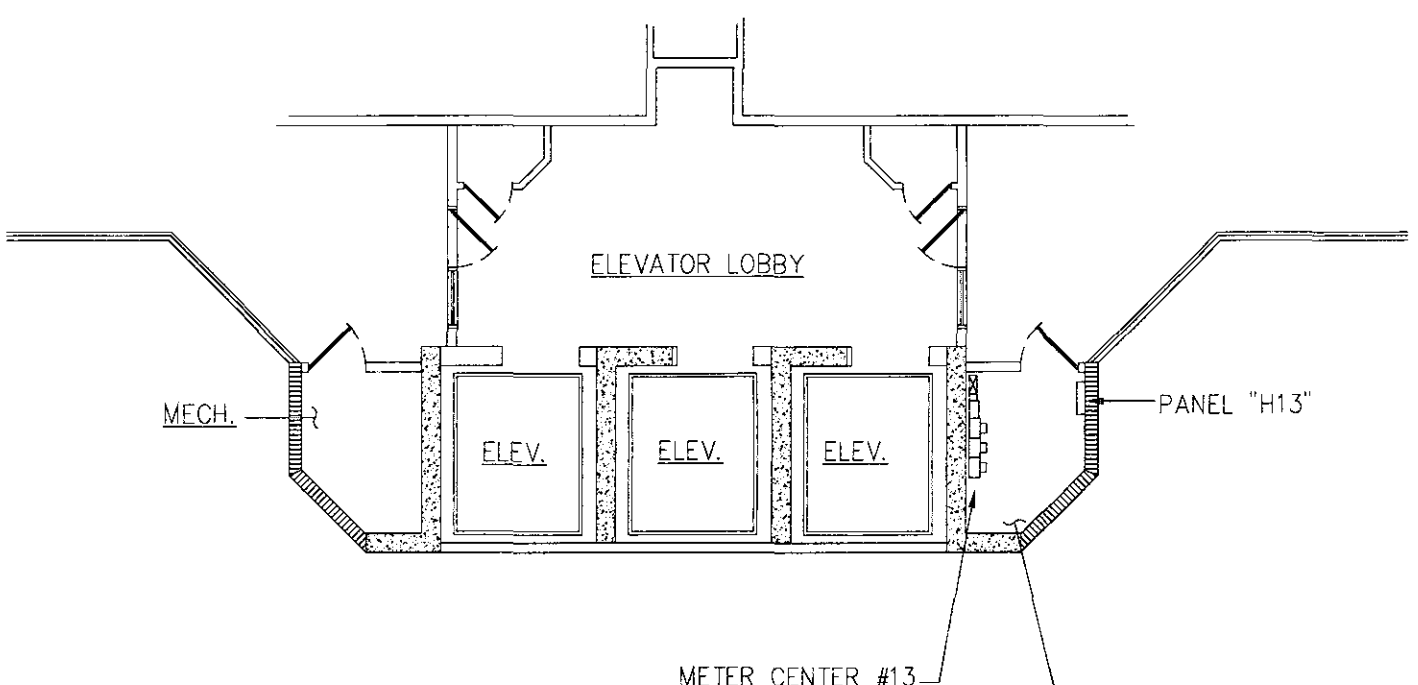 ELEVATOR LOBBY
MECH.
PANEL "H13"
ELEV.
ELEV.
ELEV.
METER CENTER #13